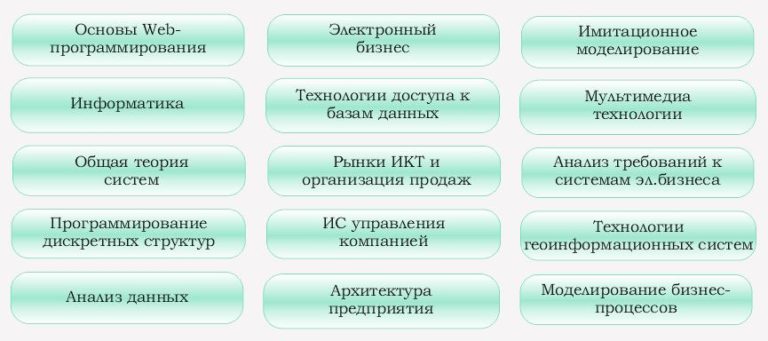 Основы Web-
программирования
Информатика
Общая теория
систем
Программирование
дискретных структур
Анализ данных
Электронный
бизнес
Технологии доступа к
базам данных
Рынки ИКТ и
организация продаж
ИС управления
компанией
Архитектура
предприятия
Имитационное
моделирование
Мультимедиа
технологии
Анализ требований к
системам эл.бизнеса
Технологии
геоинформационных систем
Моделирование бизнес-
процессов